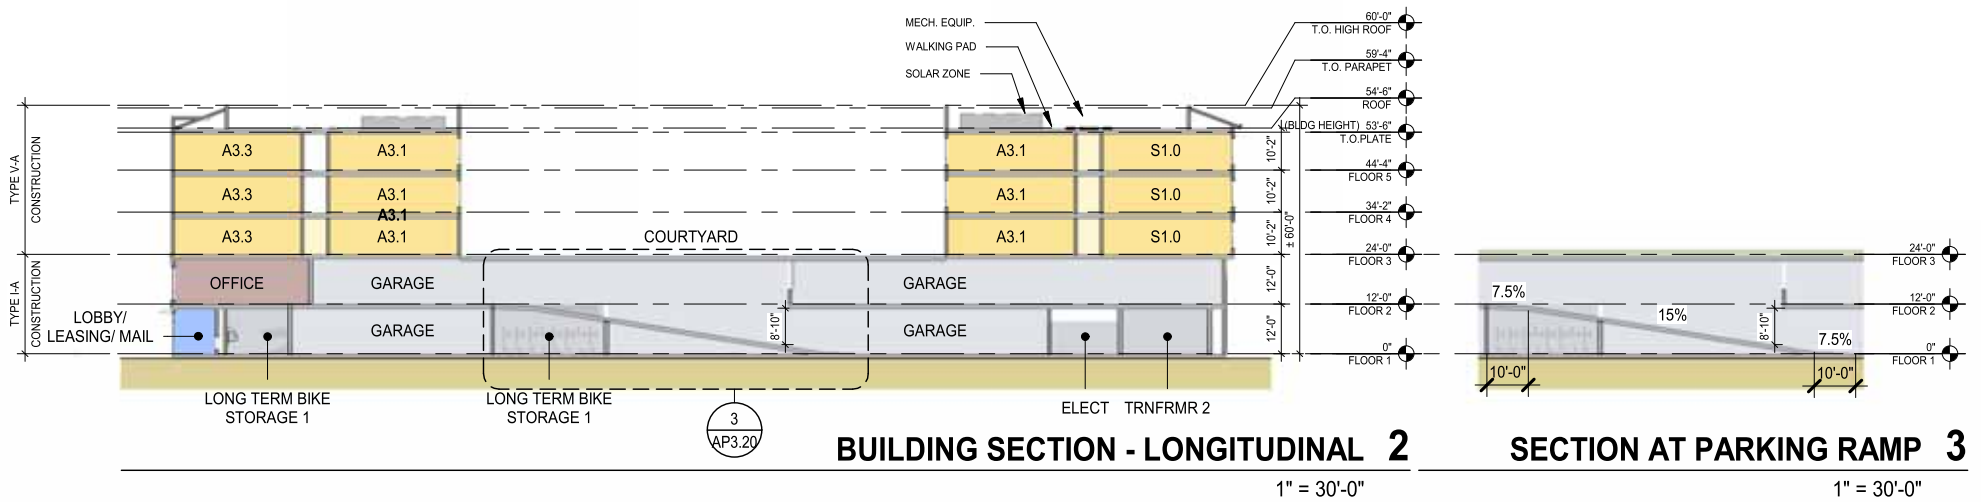 MECH. EQUIP.
WALKING PAD
SOLAR ZONE
60'-0"
T.O. HIGH ROOF
59'-4"
T.O. PARAPET
54'-6"
ROOF
(BLDG HEIGHT) 53'-6"
T.O.PLATE
44'-4"
FLOOR 5
34'-2"
FLOOR 4
24'-0"
FLOOR 3
12'-0"
FLOOR 2
0"
FLOOR 1
TYPE V-A
CONSTRUCTION
TYPE I-A
CONSTRUCTION
A3.3 A3.1 A3.1 S1.0
A3.3 A3.1 A3.1 S1.0
A3.1
A3.3 A3.1 A3.1 S1.0
10'-2"
10'-2"
10'-2"
12'-0"
12'-0"
± 60'-0"
COURTYARD
OFFICE GARAGE GARAGE
GARAGE GARAGE
8'-10"
LOBBY/
LEASING/ MAIL
LONG TERM BIKE
STORAGE 1
LONG TERM BIKE
STORAGE 1
3
AP3.20
ELECT TRNFRMR 2
BUILDING SECTION - LONGITUDINAL 2
1" = 30'-0"
24'-0"
FLOOR 3
12'-0"
FLOOR 2
0"
FLOOR 1
7.5%
15%
8'-10"
7.5%
10'-0"
10'-0"
SECTION AT PARKING RAMP 3
1" = 30'-0"